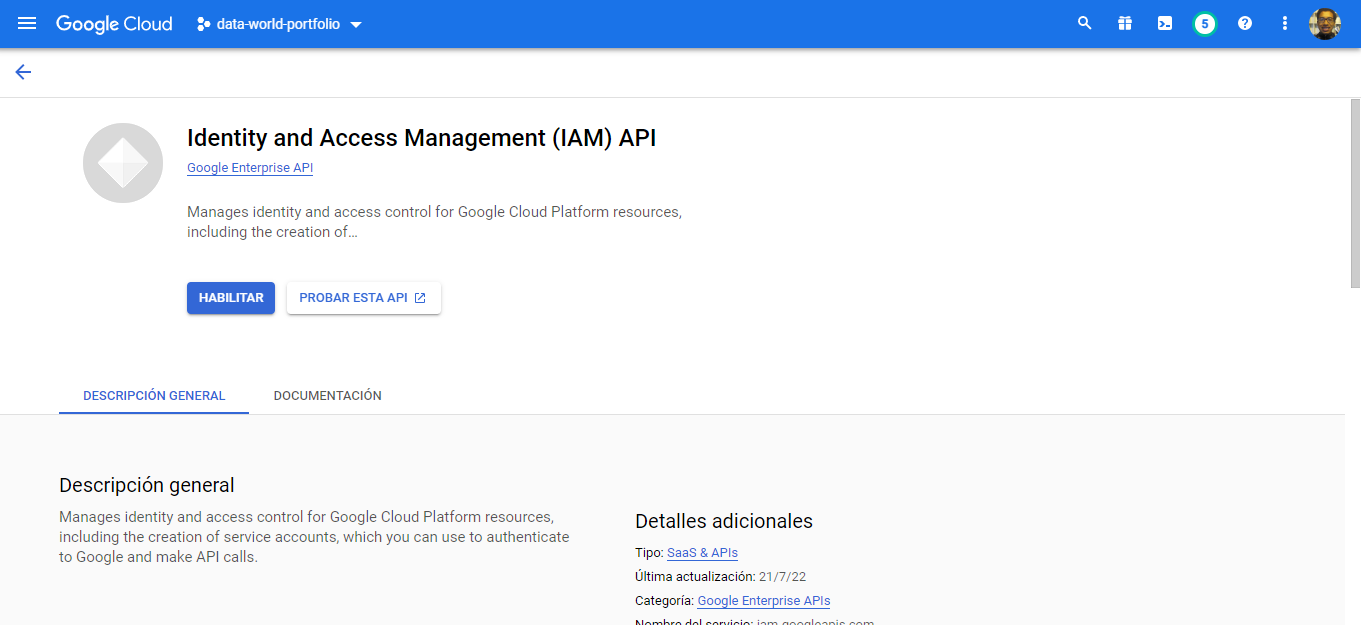 Google Cloud
data-world-portfolio
5
Identity and Access Management (IAM) API
Google Enterprise API
Manages identity and access control for Google Cloud Platform resources,
including the creation of…
HABILITAR
PROBAR ESTA API
DESCRIPCIÓN GENERAL
DOCUMENTACIÓN
Descripción general
Manages identity and access control for Google Cloud Platform resources,
including the creation of service accounts, which you can use to authenticate
to Google and make API calls.
Detalles adicionales
Tipo: SaaS & APIs
Última actualización: 21/7/22
Categoría: Google Enterprise APIs
Nombre del servicio: iam.googleapis.com